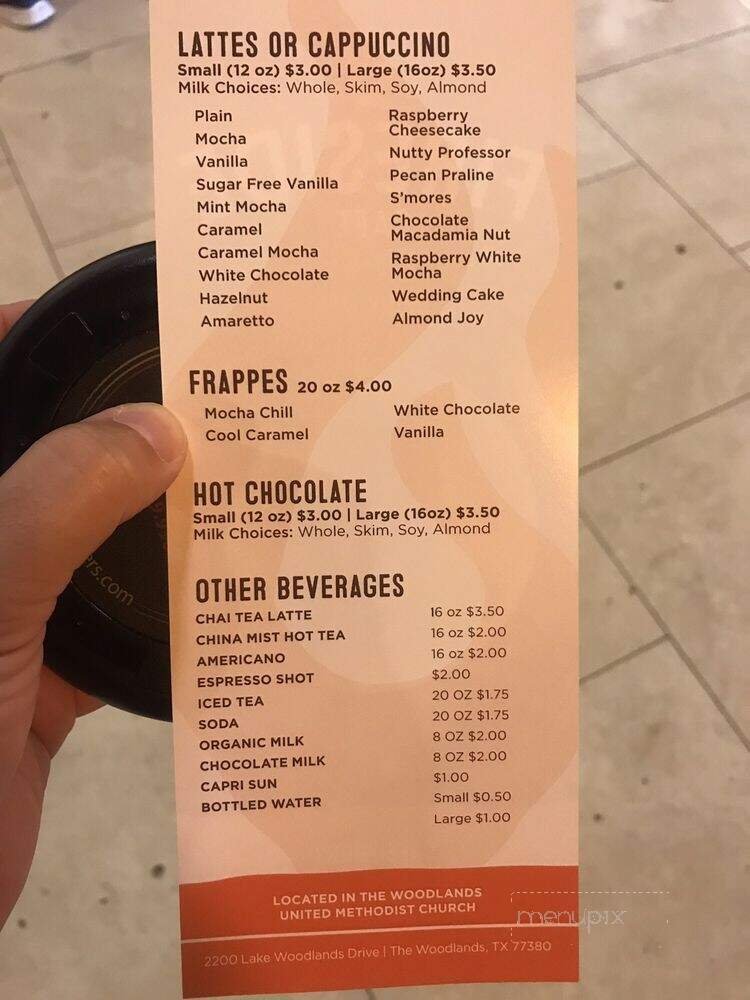 LATTES OR CAPPUCCINO
Small (12 oz) $3.00 | Large (16oz) $3.50
Milk Choices: Whole, Skim, Soy, Almond
Plain
Mocha
Vanilla
Sugar Free Vanilla
Mint Mocha
Caramel
Caramel Mocha
White Chocolate
Hazelnut
Amaretto
Raspberry
Cheesecake
Nutty Professor
Pecan Praline
S'mores
Chocolate
Macadamia Nut
Raspberry White
Mocha
Wedding Cake
Almond Joy
FRAPPES 20 oz $4.00
Mocha Chill
Cool Caramel
White Chocolate
Vanilla
HOT CHOCOLATE
Small (12 oz) $3.00 | Large (16oz) $3.50
Milk Choices: Whole, Skim, Soy, Almond
OTHER BEVERAGES
CHAI TEA LATTE 16 oz $3.50
CHINA MIST HOT TEA 16 oz $2.00
AMERICANO 16 oz $2.00
ESPRESSO SHOT $2.00
ICED TEA 20 OZ $1.75
SODA 20 OZ $1.75
ORGANIC MILK 8 OZ $2.00
CHOCOLATE MILK 8 OZ $2.00
CAPRI SUN $1.00
BOTTLED WATER Small $0.50
Large $1.00
LOCATED IN THE WOODLANDS
UNITED METHODIST CHURCH
2200 Lake Woodlands Drive | The Woodlands, TX 77380
menupix
ers.com